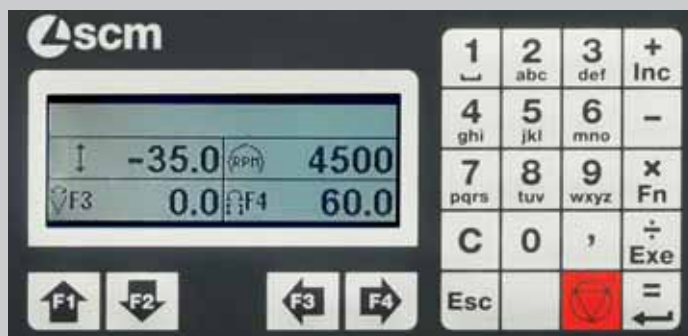 scm
-35.0 RPM 4500
F3 0.0 F4 60.0
F1 F2 F3 F4
1 2 abc 3 def + Inc
4 ghi 5 jkl 6 mno -
7 pqrs 8 tuv 9 wxyz × Fn
C 0 , ÷ Exe
Esc =